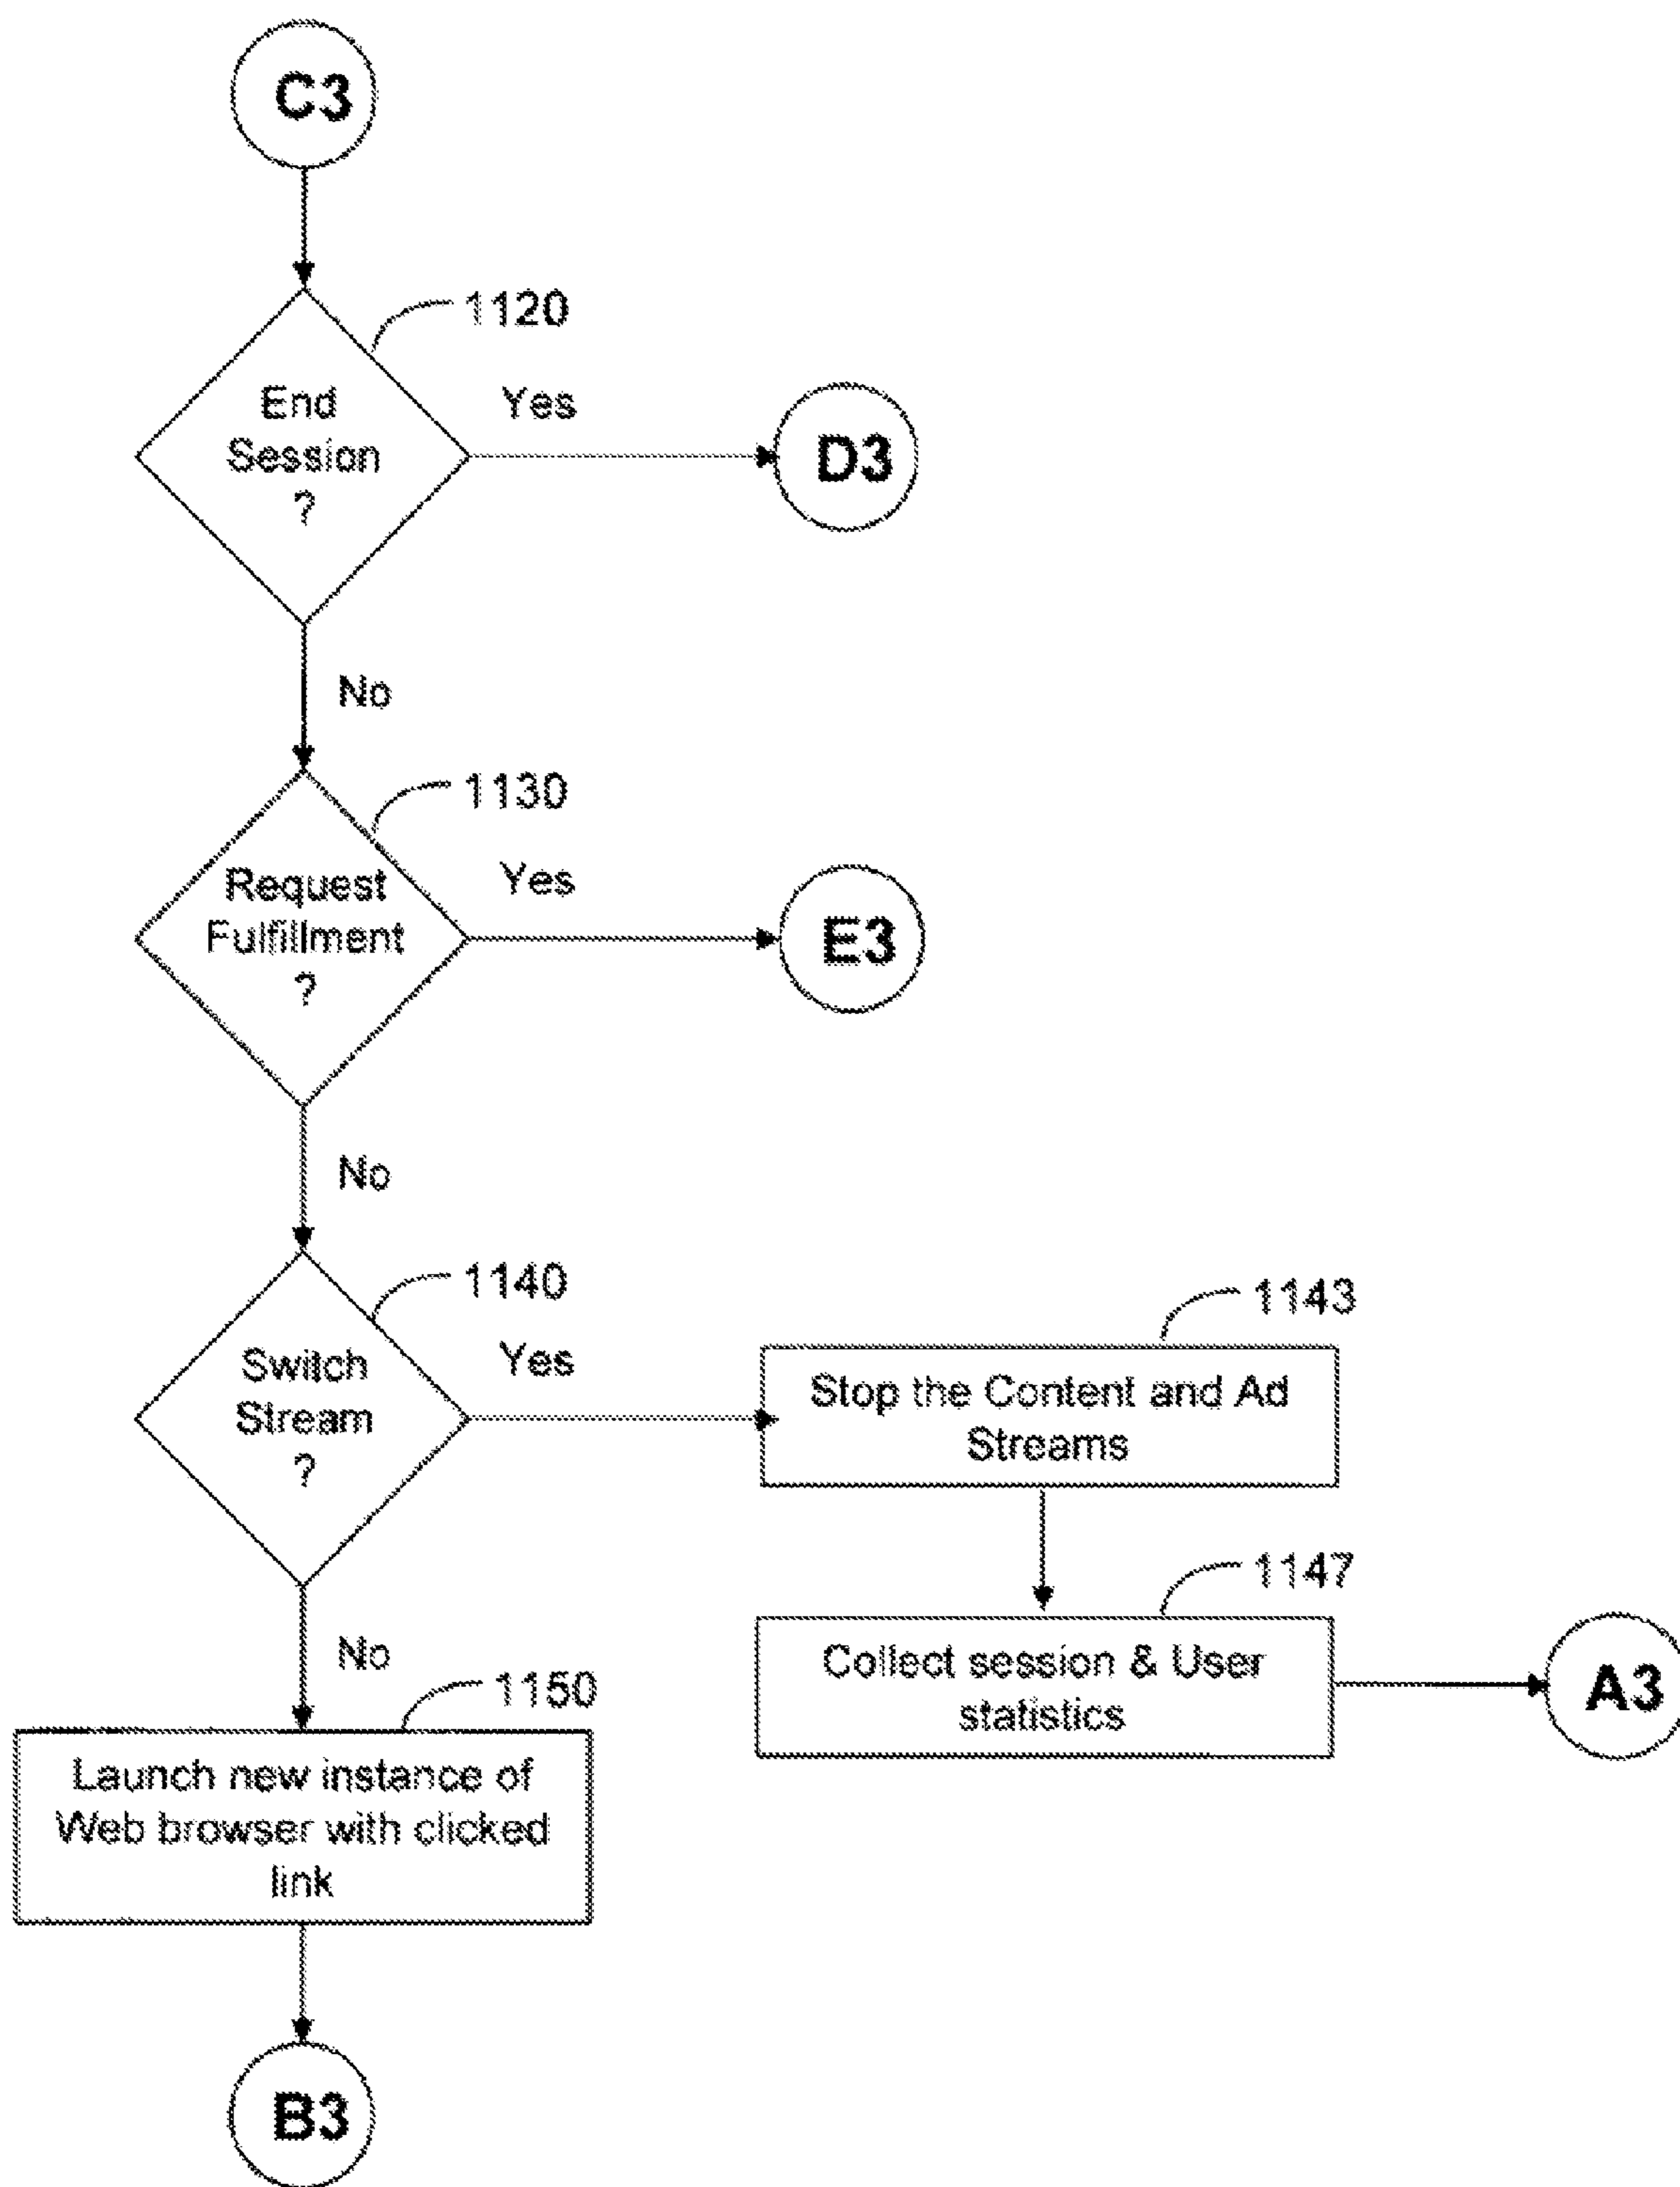 C3
1120
End
Session
?
Yes
D3
No
1130
Request
Fulfillment
?
Yes
E3
No
1140
Switch
Stream
?
Yes
1143
Stop the Content and Ad
Streams
1147
Collect session & User
statistics
A3
No
1150
Launch new instance of
Web browser with clicked
link
B3